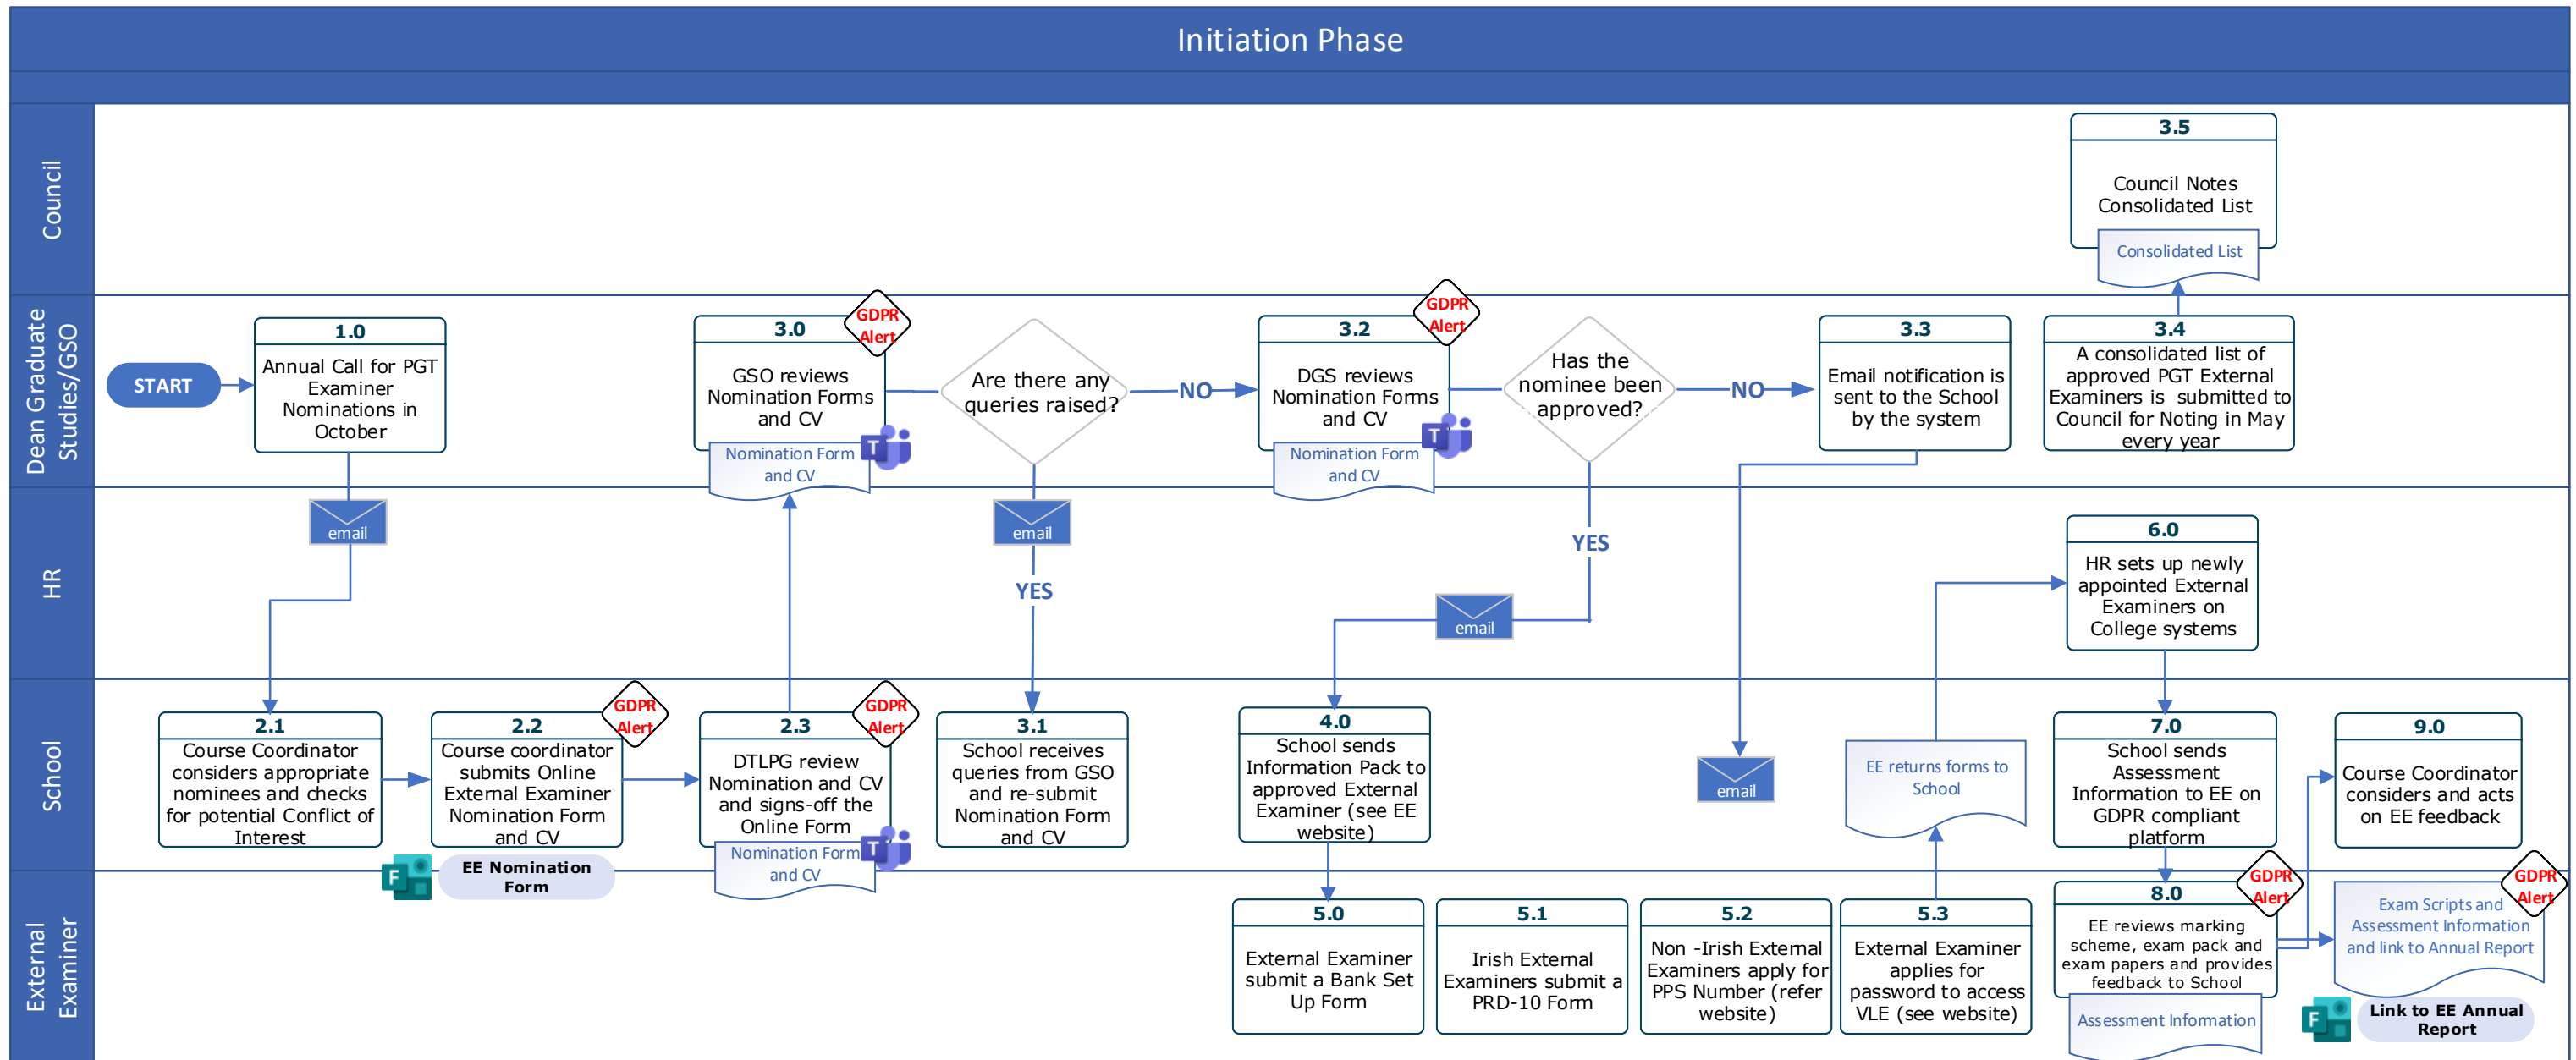 Initiation Phase
Council
3.5
Council Notes
Consolidated List
Consolidated List
Dean Graduate
Studies/GSO
START
1.0
Annual Call for PGT
Examiner
Nominations in
October
3.0
GDPR
Alert
GSO reviews
Nomination Forms
and CV
Nomination Form
and CV
T
Are there any
queries raised?
NO
3.2
GDPR
Alert
DGS reviews
Nomination Forms
and CV
Nomination Form
and CV
T
Has the
nominee been
approved?
NO
3.3
Email notification is
sent to the School
by the system
3.4
A consolidated list of
approved PGT External
Examiners is submitted to
Council for Noting in May
every year
HR
email
email
YES
email
YES
6.0
HR sets up newly
appointed External
Examiners on
College systems
School
2.1
Course Coordinator
considers appropriate
nominees and checks
for potential Conflict of
Interest
2.2
GDPR
Alert
Course coordinator
submits Online
External Examiner
Nomination Form
and CV
F
EE Nomination
Form
2.3
GDPR
Alert
DTLPG review
Nomination and CV
and signs-off the
Online Form
Nomination Form
and CV
T
3.1
School receives
queries from GSO
and re-submit
Nomination Form
and CV
4.0
School sends
Information Pack to
approved External
Examiner (see EE
website)
email
EE returns forms to
School
7.0
School sends
Assessment
Information to EE on
GDPR compliant
platform
9.0
Course Coordinator
considers and acts
on EE feedback
External
Examiner
5.0
External Examiner
submit a Bank Set
Up Form
5.1
Irish External
Examiners submit a
PRD-10 Form
5.2
Non -Irish External
Examiners apply for
PPS Number (refer
website)
5.3
External Examiner
applies for
password to access
VLE (see website)
8.0
GDPR
Alert
EE reviews marking
scheme, exam pack and
exam papers and provides
feedback to School
Assessment Information
GDPR
Alert
Exam Scripts and
Assessment Information
and link to Annual Report
F
Link to EE Annual
Report